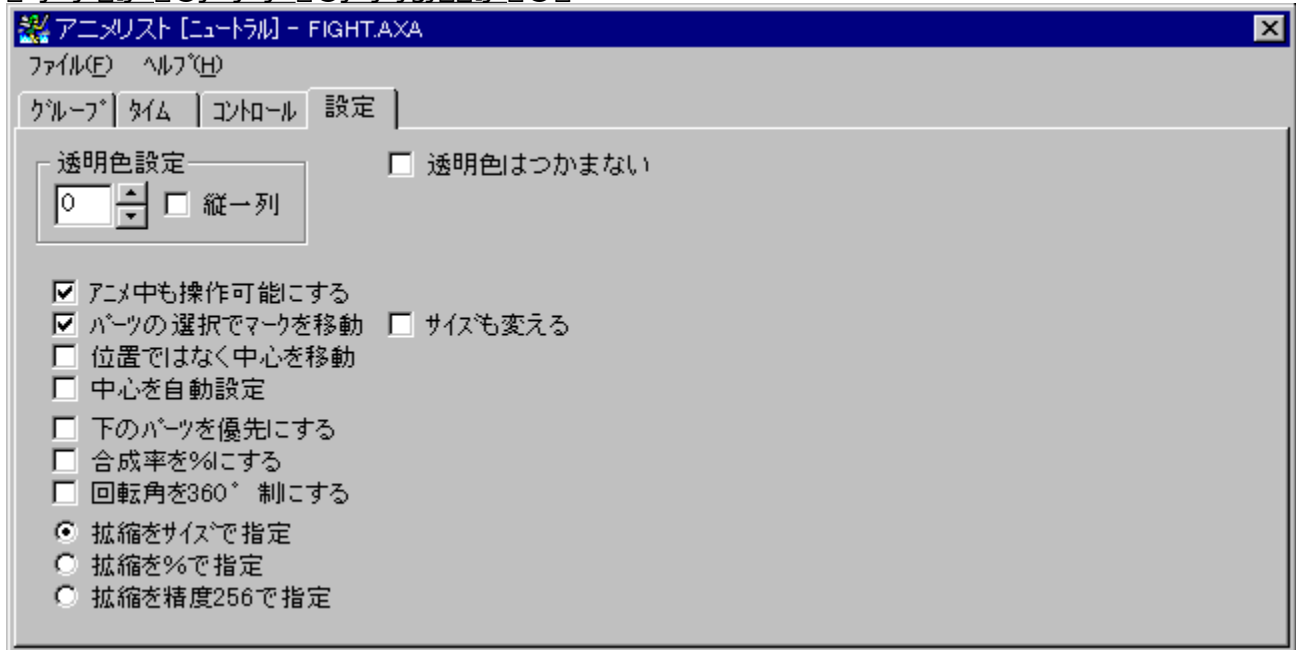 アニメリスト [ニュートラル] - FIGHT.AXA
ファイル(F) ヘルプ(H)
グループ タイム コントロール 設定
透明色設定 透明色はつかまない
0 縦一列
アニメ中も操作可能にする
パーツの選択でマークを移動 サイズも変える
位置ではなく中心を移動
中心を自動設定
下のパーツを優先にする
合成率を%にする
回転角を360°制にする
拡縮をサイズで指定
拡縮を%で指定
拡縮を精度256で指定